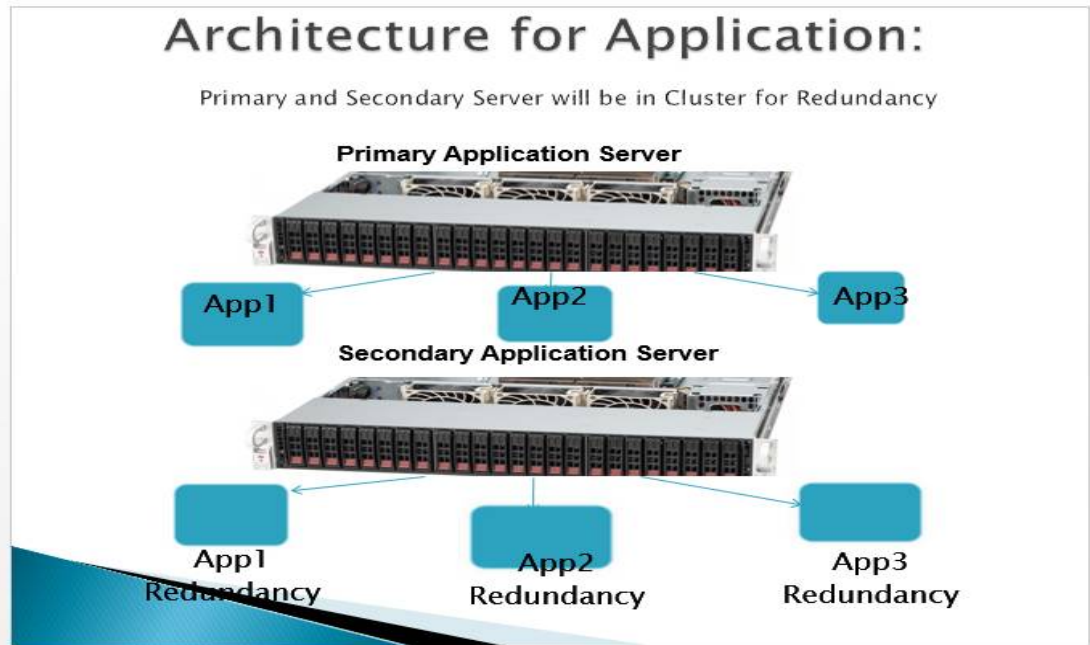 Architecture for Application:
Primary and Secondary Server will be in Cluster for Redundancy
Primary Application Server
App1
App2
App3
Secondary Application Server
App1
Redundancy
App2
Redundancy
App3
Redundancy